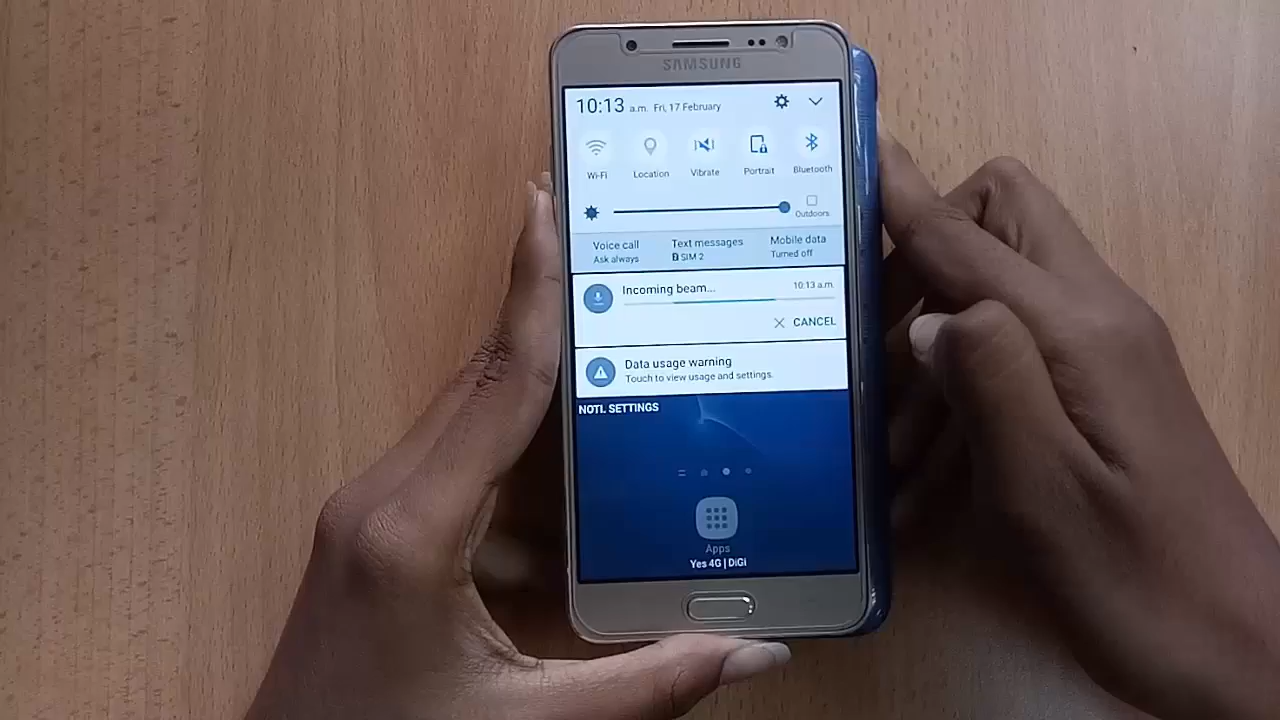 SAMSUNG
10:13 a.m. Fri, 17 February
Wi-Fi Location Vibrate Portrait Bluetooth
Outdoors
Voice call Text messages Mobile data
Ask always 2 SIM 2 Turned off
Incoming beam... 10:13 a.m.
CANCEL
Data usage warning
Touch to view usage and settings.
NOTI. SETTINGS
Apps
Yes 4G | DiGi